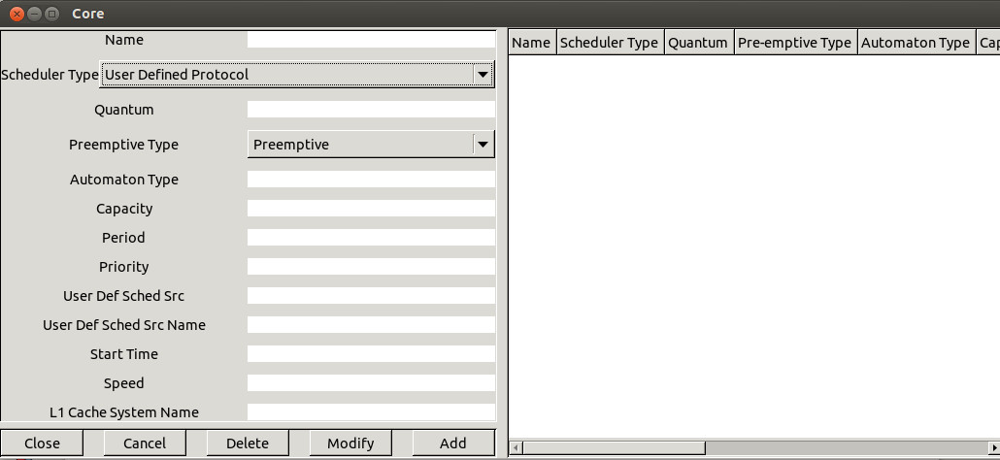 Core
Name
Scheduler Type User Defined Protocol
Quantum
Preemptive Type Preemptive
Automaton Type
Capacity
Period
Priority
User Def Sched Src
User Def Sched Src Name
Start Time
Speed
L1 Cache System Name
Close Cancel Delete Modify Add
Name Scheduler Type Quantum Pre-emptive Type Automaton Type Cap